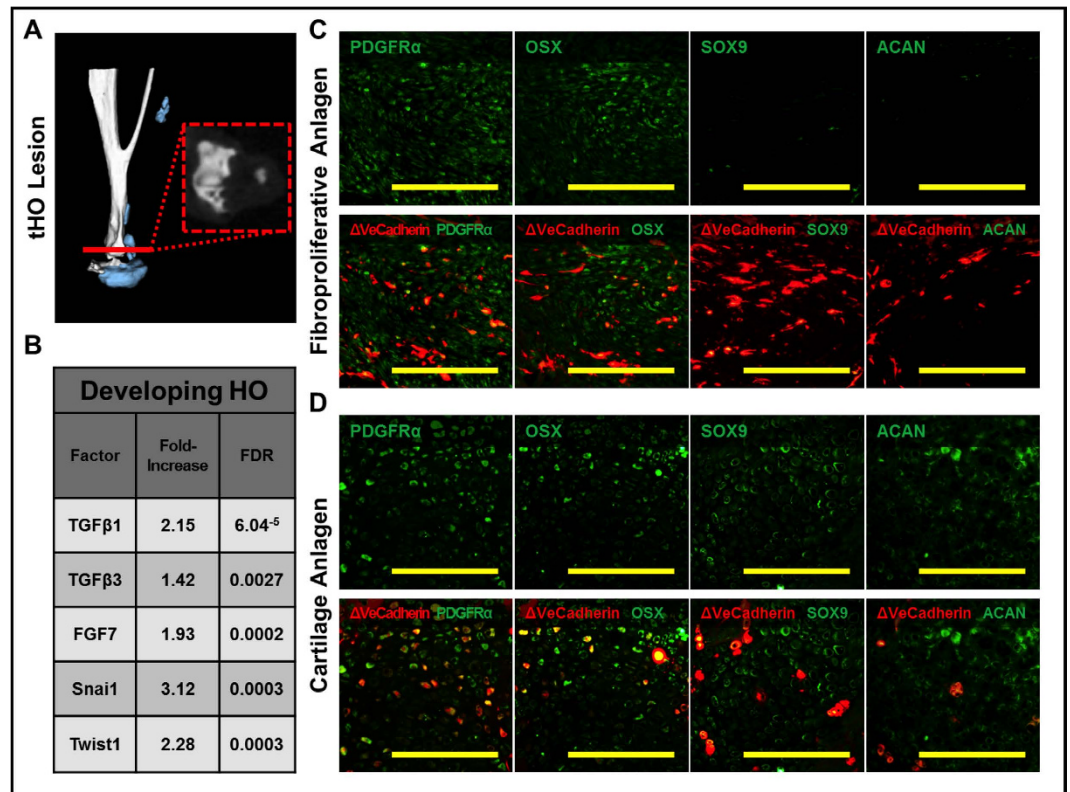 A
tHO Lesion
B
Developing HO
Factor Fold-Increase FDR
TGFβ1 2.15 6.04⁻⁵
TGFβ3 1.42 0.0027
FGF7 1.93 0.0002
Snai1 3.12 0.0003
Twist1 2.28 0.0003
C
Fibroproliferative Anlagen
PDGFRα OSX SOX9 ACAN
ΔVeCadherin PDGFRα ΔVeCadherin OSX ΔVeCadherin SOX9 ΔVeCadherin ACAN
D
Cartilage Anlagen
PDGFRα OSX SOX9 ACAN
ΔVeCadherin PDGFRα ΔVeCadherin OSX ΔVeCadherin SOX9 ΔVeCadherin ACAN